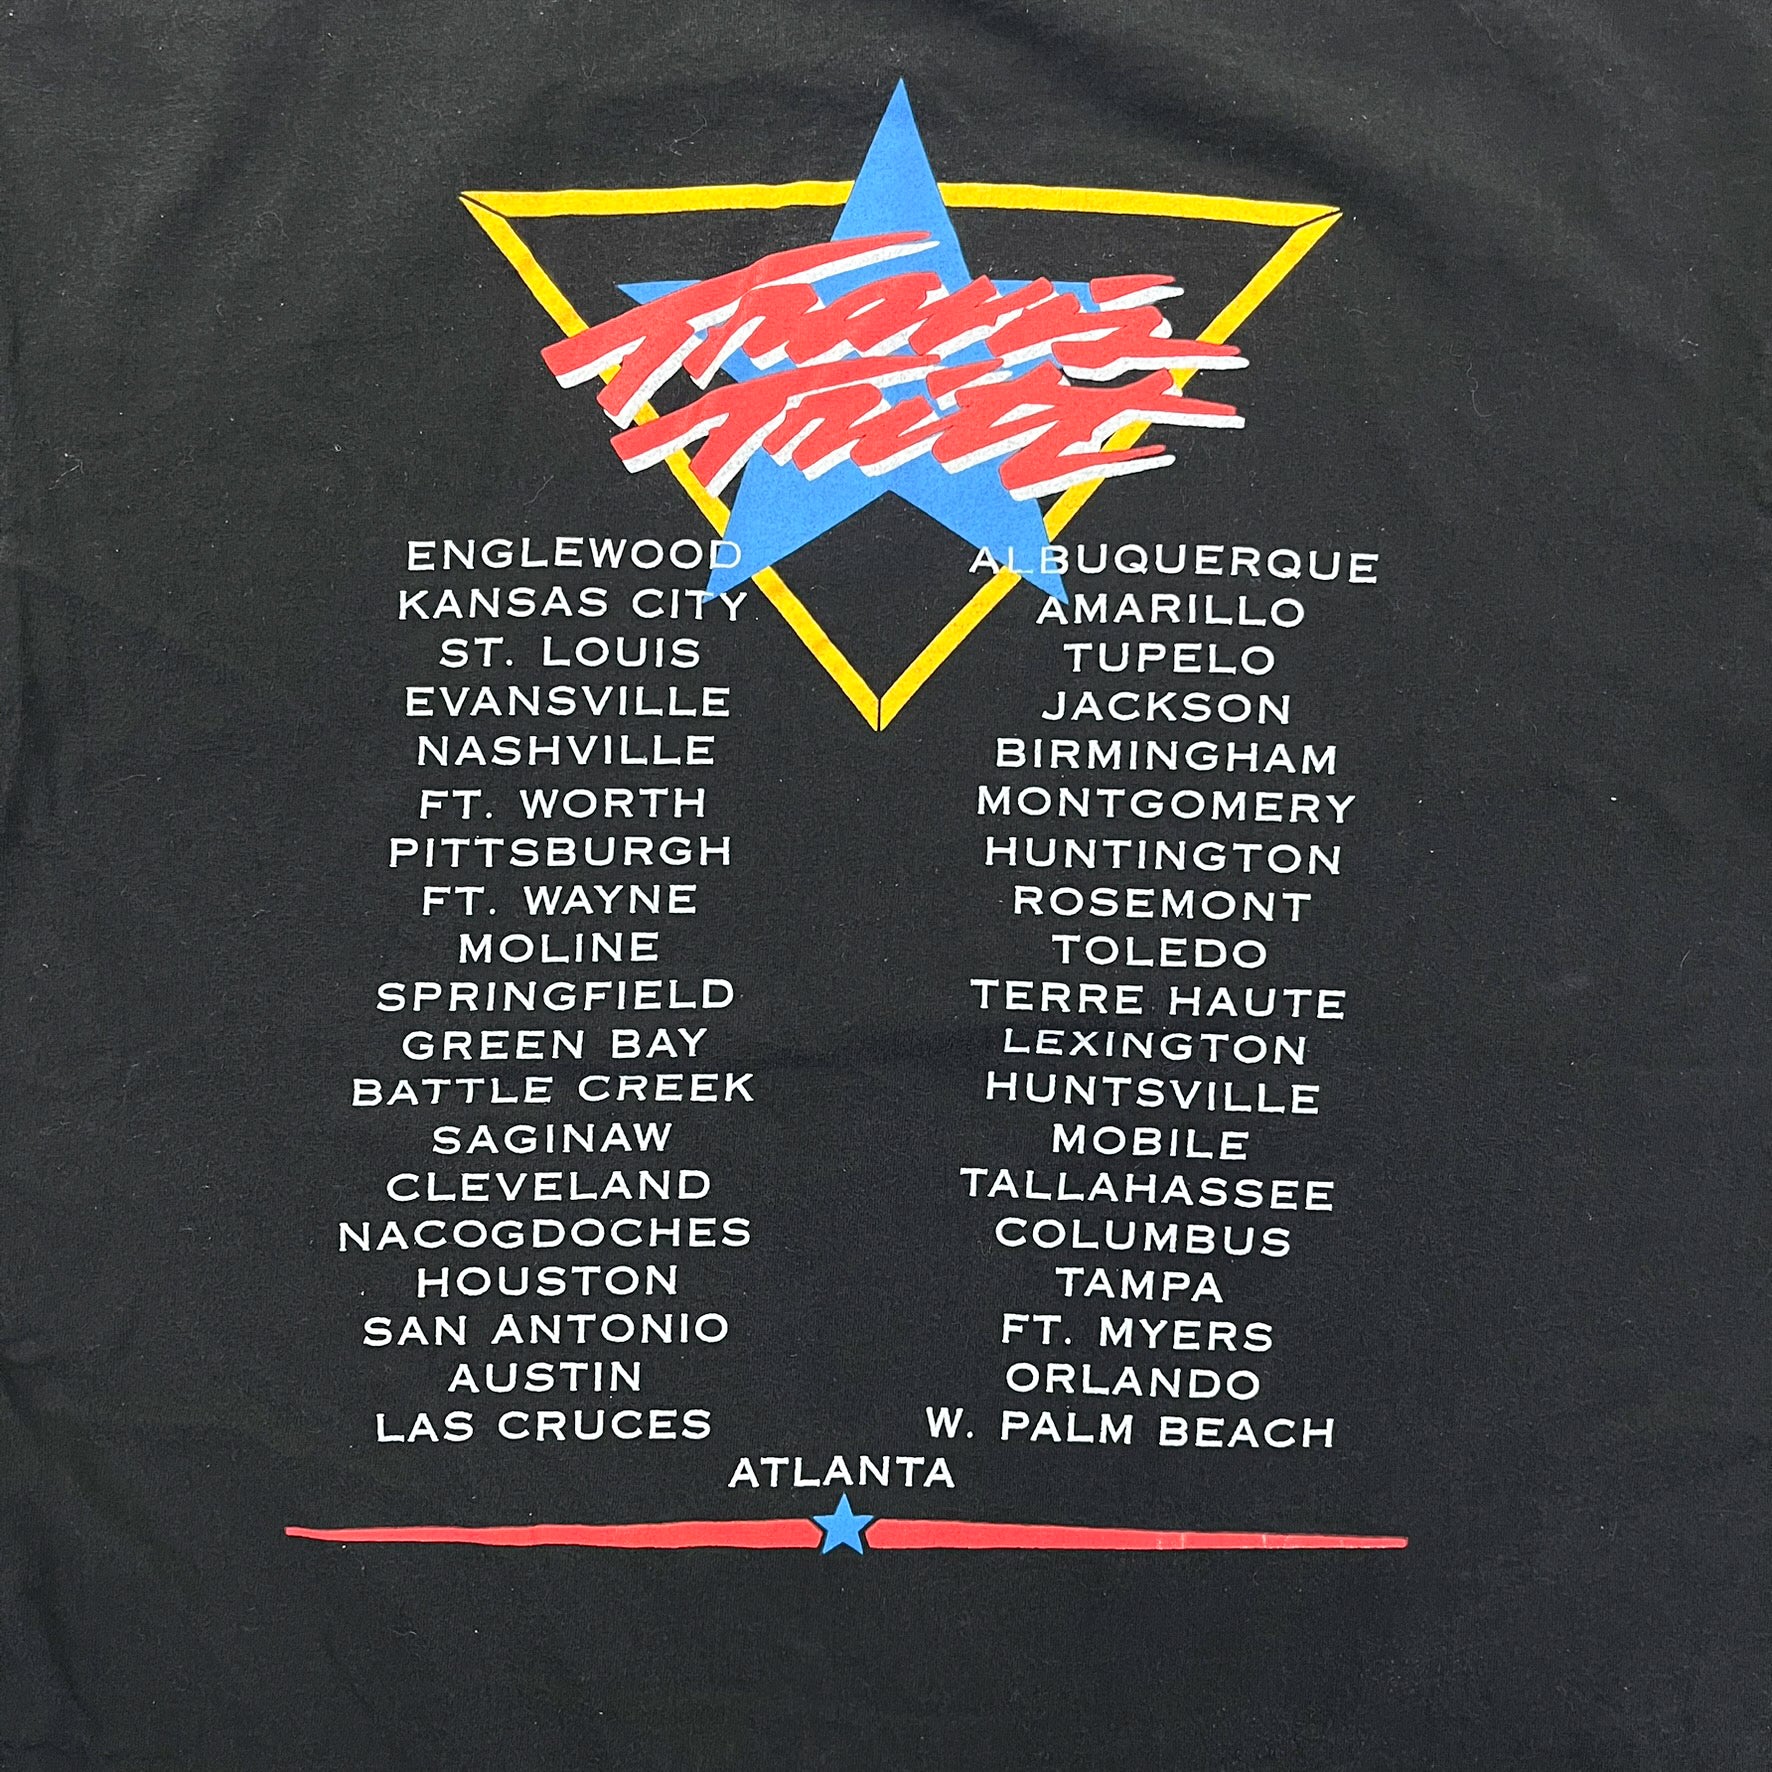 Travis
Tritt
ENGLEWOOD
KANSAS CITY
ST. LOUIS
EVANSVILLE
NASHVILLE
FT. WORTH
PITTSBURGH
FT. WAYNE
MOLINE
SPRINGFIELD
GREEN BAY
BATTLE CREEK
SAGINAW
CLEVELAND
NACOGDOCHES
HOUSTON
SAN ANTONIO
AUSTIN
LAS CRUCES
ALBUQUERQUE
AMARILLO
TUPELO
JACKSON
BIRMINGHAM
MONTGOMERY
HUNTINGTON
ROSEMONT
TOLEDO
TERRE HAUTE
LEXINGTON
HUNTSVILLE
MOBILE
TALLAHASSEE
COLUMBUS
TAMPA
FT. MYERS
ORLANDO
W. PALM BEACH
ATLANTA